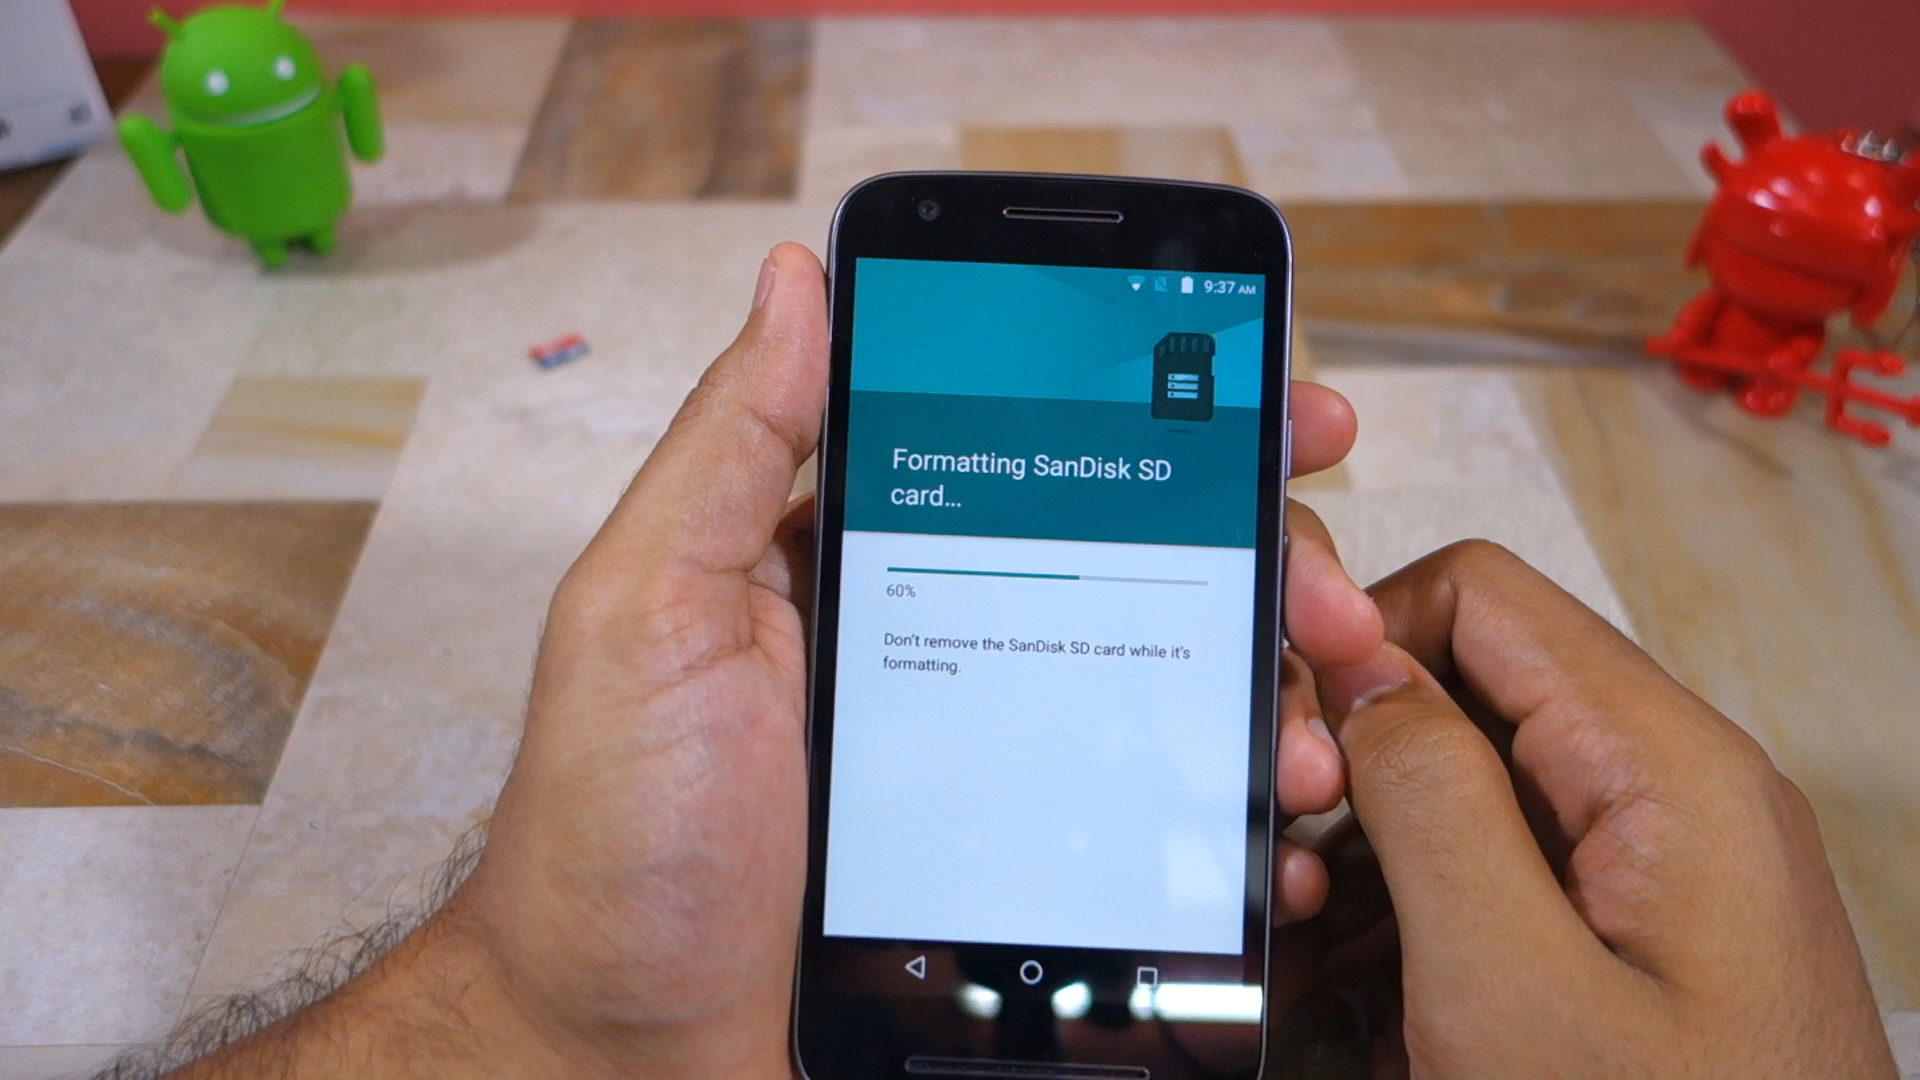 9:37 AM
Formatting SanDisk SD
card...
60%
Don't remove the SanDisk SD card while it's
formatting.